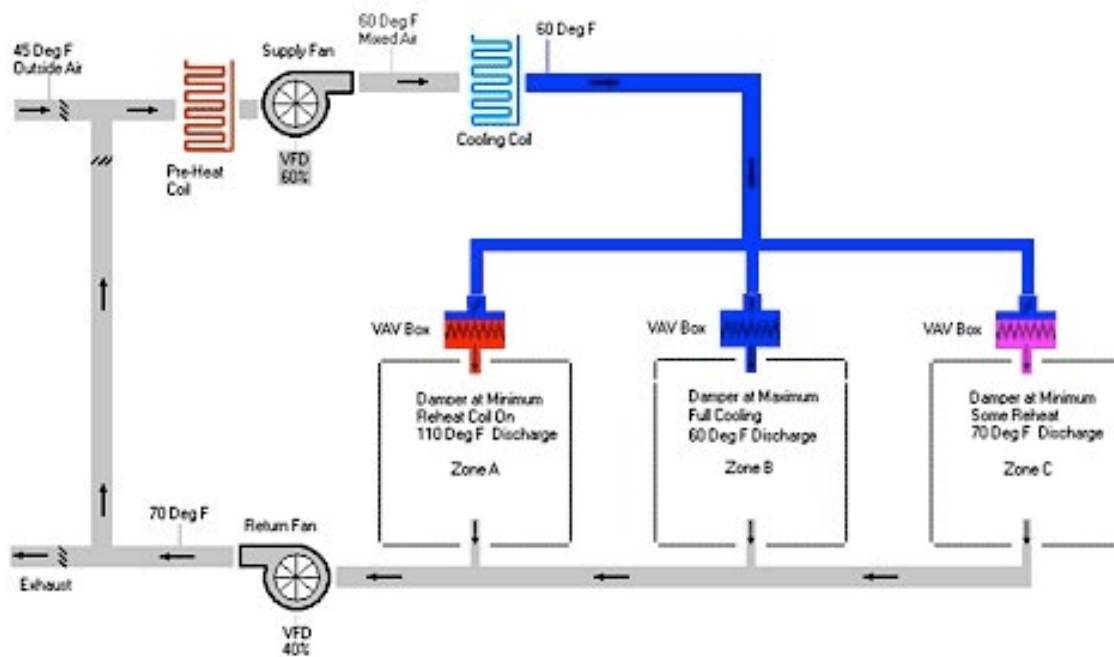 45 Deg F
Outside Air
Pre-Heat
Coil
Supply Fan
VFD
60%
60 Deg F
Mixed Air
Cooling Coil
60 Deg F
VAV Box
VAV Box
VAV Box
Damper at Minimum
Reheat Coil On
110 Deg F Discharge
Zone A
Damper at Maximum
Full Cooling
60 Deg F Discharge
Zone B
Damper at Minimum
Some Reheat
70 Deg F Discharge
Zone C
70 Deg F
Return Fan
VFD
40%
Exhaust